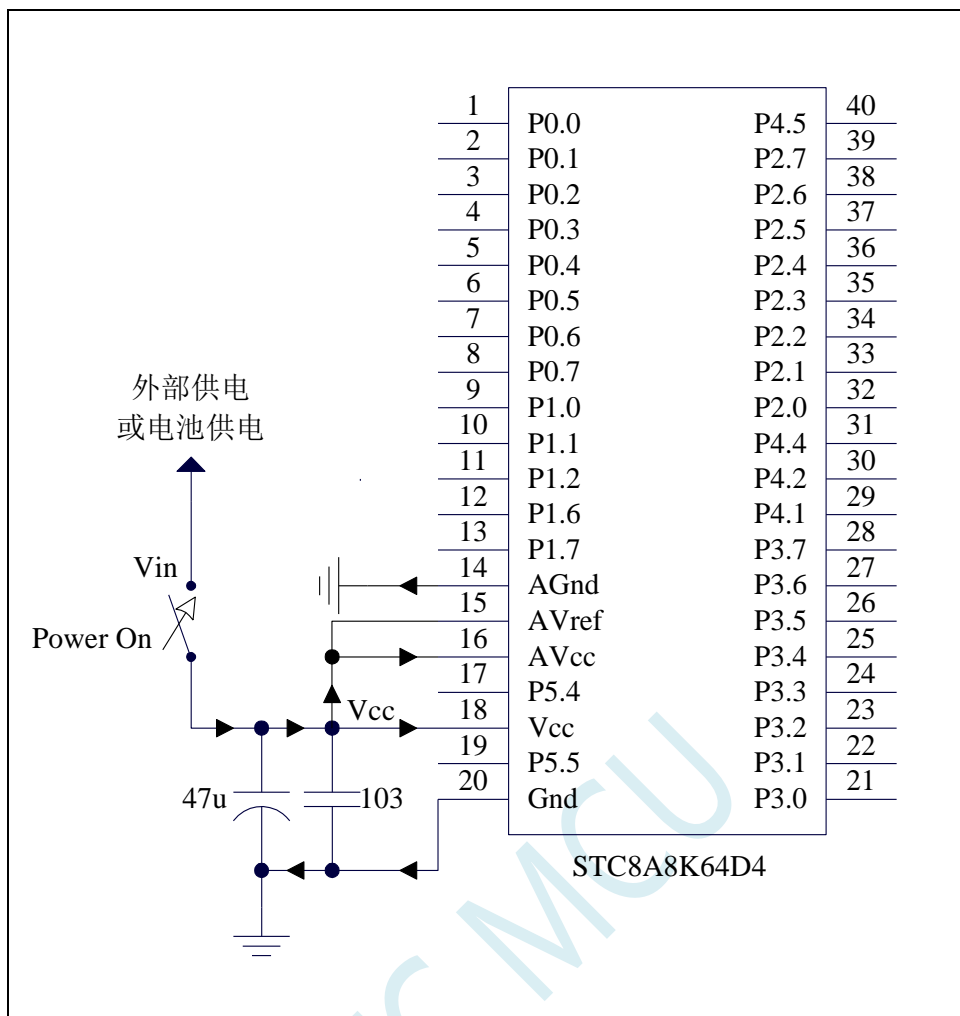 1 P0.0 P4.5 40
2 P0.1 P2.7 39
3 P0.2 P2.6 38
4 P0.3 P2.5 37
5 P0.4 P2.4 36
6 P0.5 P2.3 35
7 P0.6 P2.2 34
8 P0.7 P2.1 33
9 P1.0 P2.0 32
10 P1.1 P4.4 31
11 P1.2 P4.2 30
12 P1.6 P4.1 29
13 P1.7 P3.7 28
14 AGnd P3.6 27
15 AVref P3.5 26
16 AVcc P3.4 25
17 P5.4 P3.3 24
18 Vcc P3.2 23
19 P5.5 P3.1 22
20 Gnd P3.0 21
STC8A8K64D4
外部供电
或电池供电
Vin
Power On
Vcc
47u
103
MCU